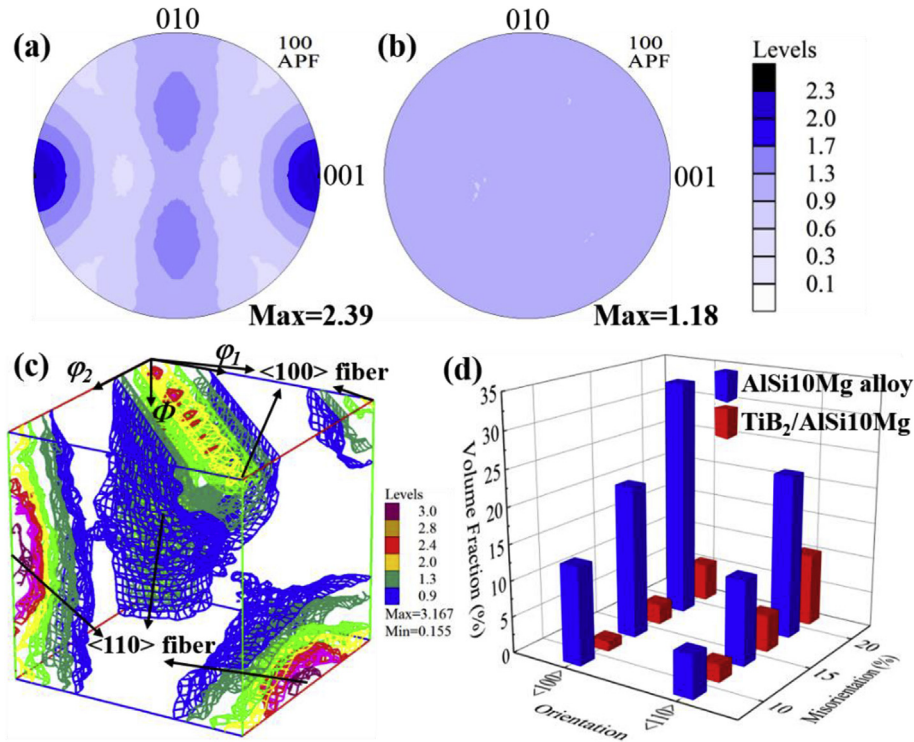 (a)
010
100
APF
001
Max=2.39
(b)
010
100
APF
001
Max=1.18
Levels
2.3
2.0
1.7
1.3
0.9
0.6
0.3
0.1
(c)
φ2
φ1
Φ
<100> fiber
<110> fiber
Levels
3.0
2.8
2.4
2.0
1.3
0.9
Max=3.167
Min=0.155
(d)
AlSi10Mg alloy
TiB2/AlSi10Mg
Volume Fraction (%)
35
30
25
20
15
10
5
0
<100>
<110>
Orientation
10
15
20
Misorientation (%)